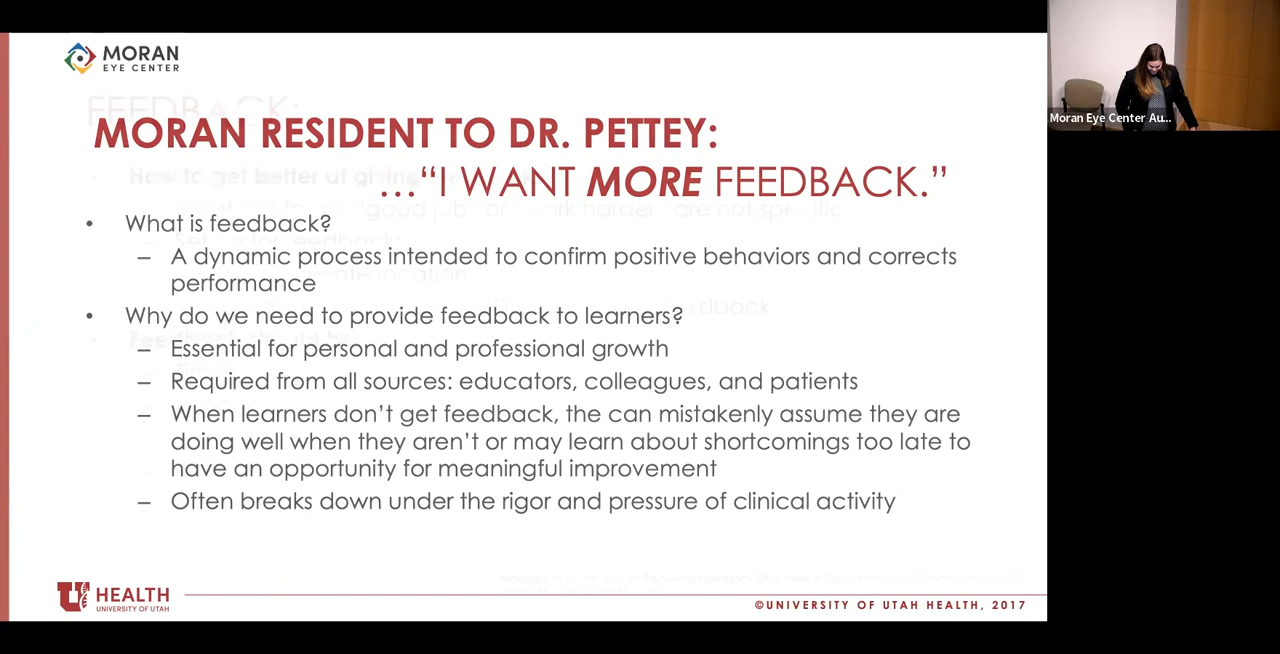 MORAN
EYE CENTER
FEEDBACK:
MORAN RESIDENT TO DR. PETTEY:
…“I WANT MORE FEEDBACK.”
• What is feedback?
– A dynamic process intended to confirm positive behaviors and corrects
performance
• Why do we need to provide feedback to learners?
– Essential for personal and professional growth
– Required from all sources: educators, colleagues, and patients
– When learners don’t get feedback, the can mistakenly assume they are
doing well when they aren’t or may learn about shortcomings too late to
have an opportunity for meaningful improvement
– Often breaks down under the rigor and pressure of clinical activity
U HEALTH
UNIVERSITY OF UTAH
©UNIVERSITY OF UTAH HEALTH, 2017
Moran Eye Center Au...